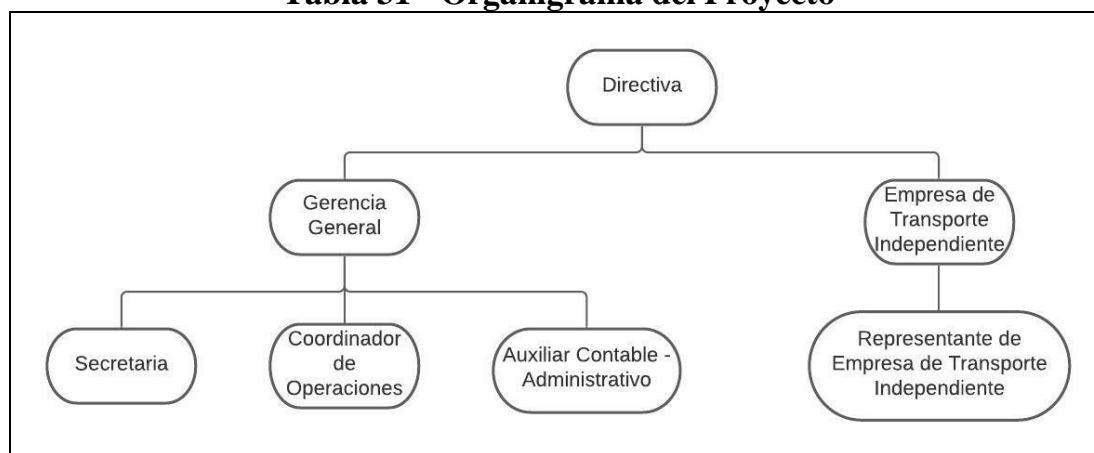 Tabla 31 - Organigrama del Proyecto
Directiva
Gerencia
General
Empresa de
Transporte
Independiente
Secretaria
Coordinador
de
Operaciones
Auxiliar Contable -
Administrativo
Representante de
Empresa de Transporte
Independiente